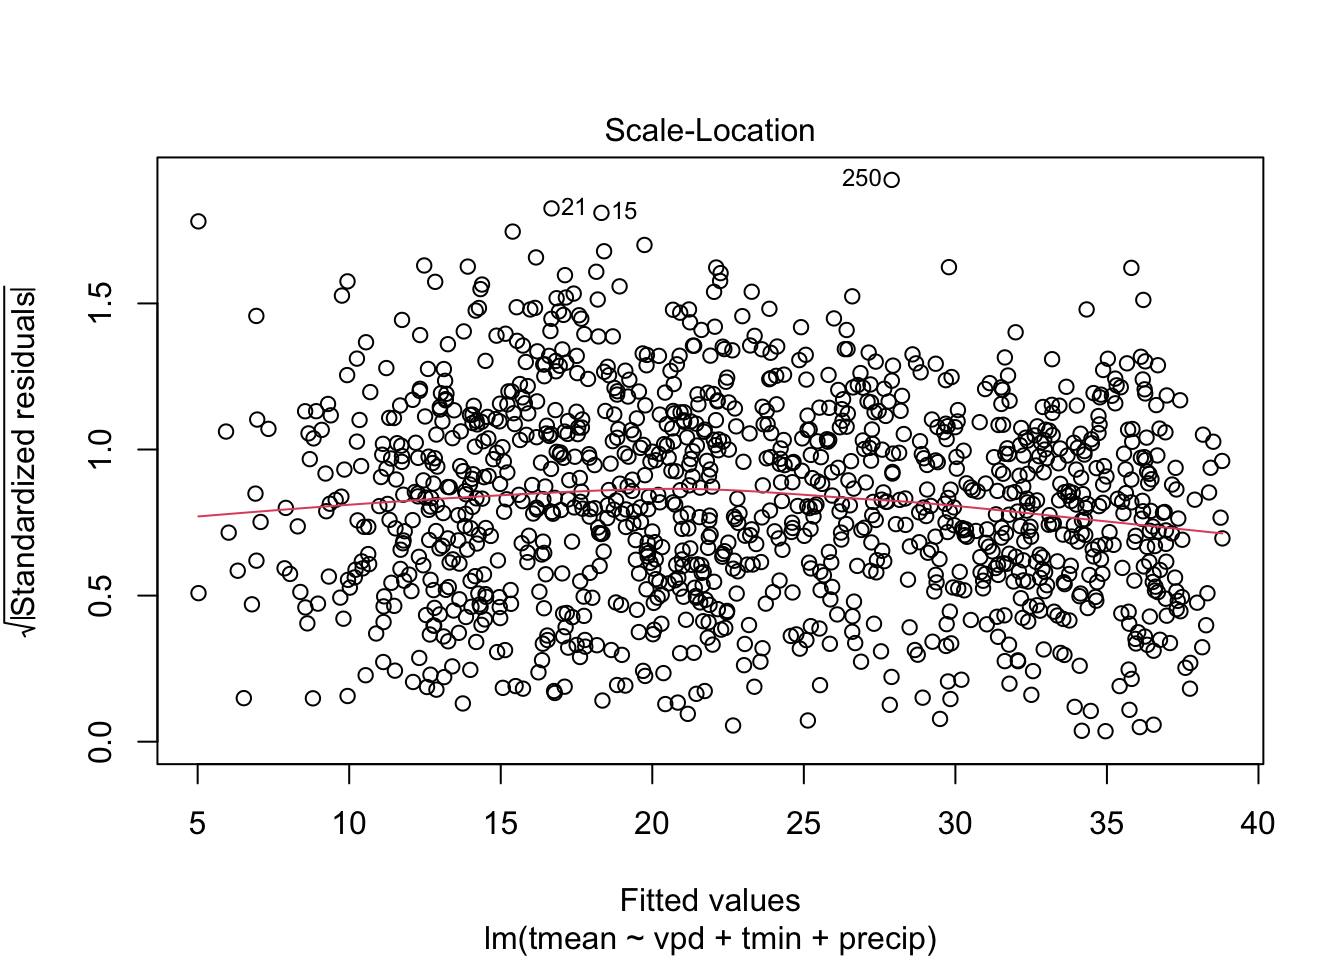 Scale-Location
√|Standardized residuals|
1.5
1.0
0.5
0.0
250
21
15
5 10 15 20 25 30 35 40
Fitted values
lm(tmean ~ vpd + tmin + precip)